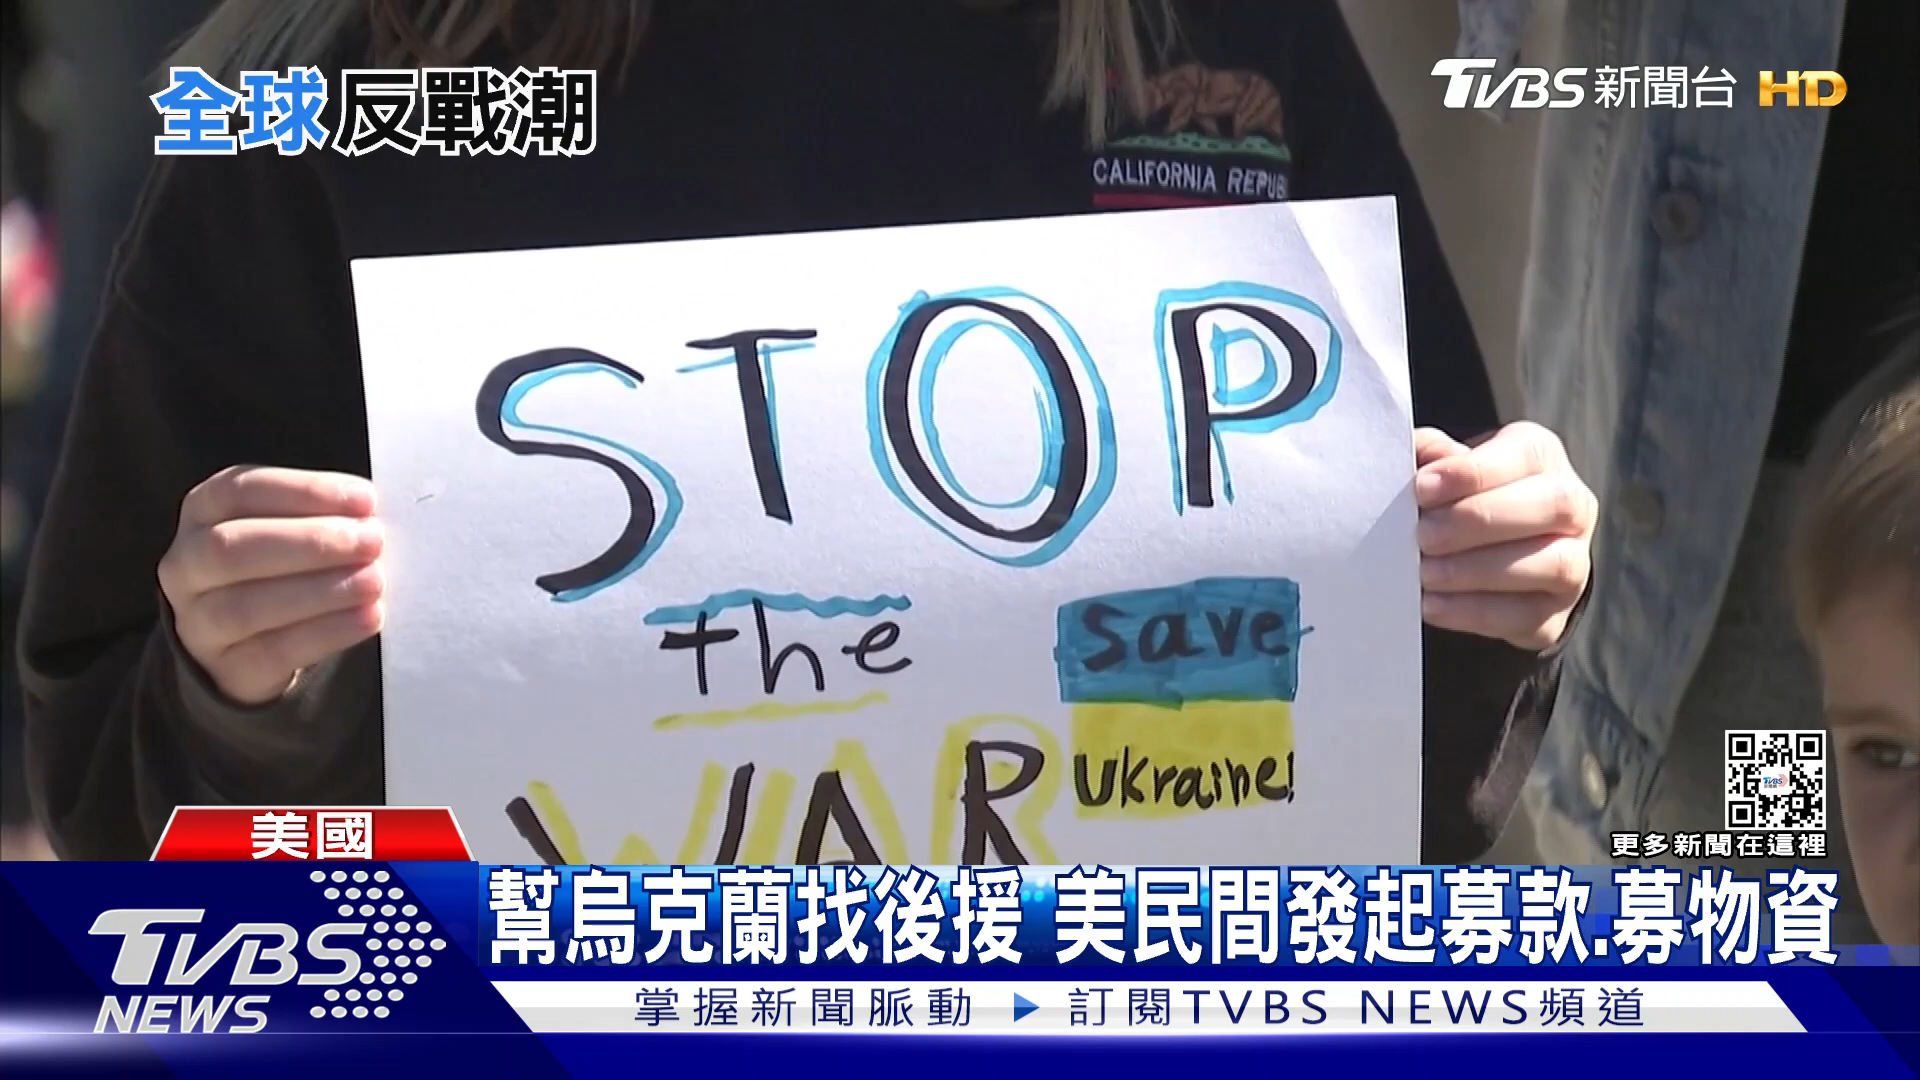 全球反戰潮
TVBS新聞台 HD
CALIFORNIA REPUB
STOP
the
save
WAR
Ukraine!
更多新聞在這裡
美國
幫烏克蘭找後援 美民間發起募款.募物資
TVBS
NEWS
掌握新聞脈動 ▶ 訂閱TVBS NEWS頻道